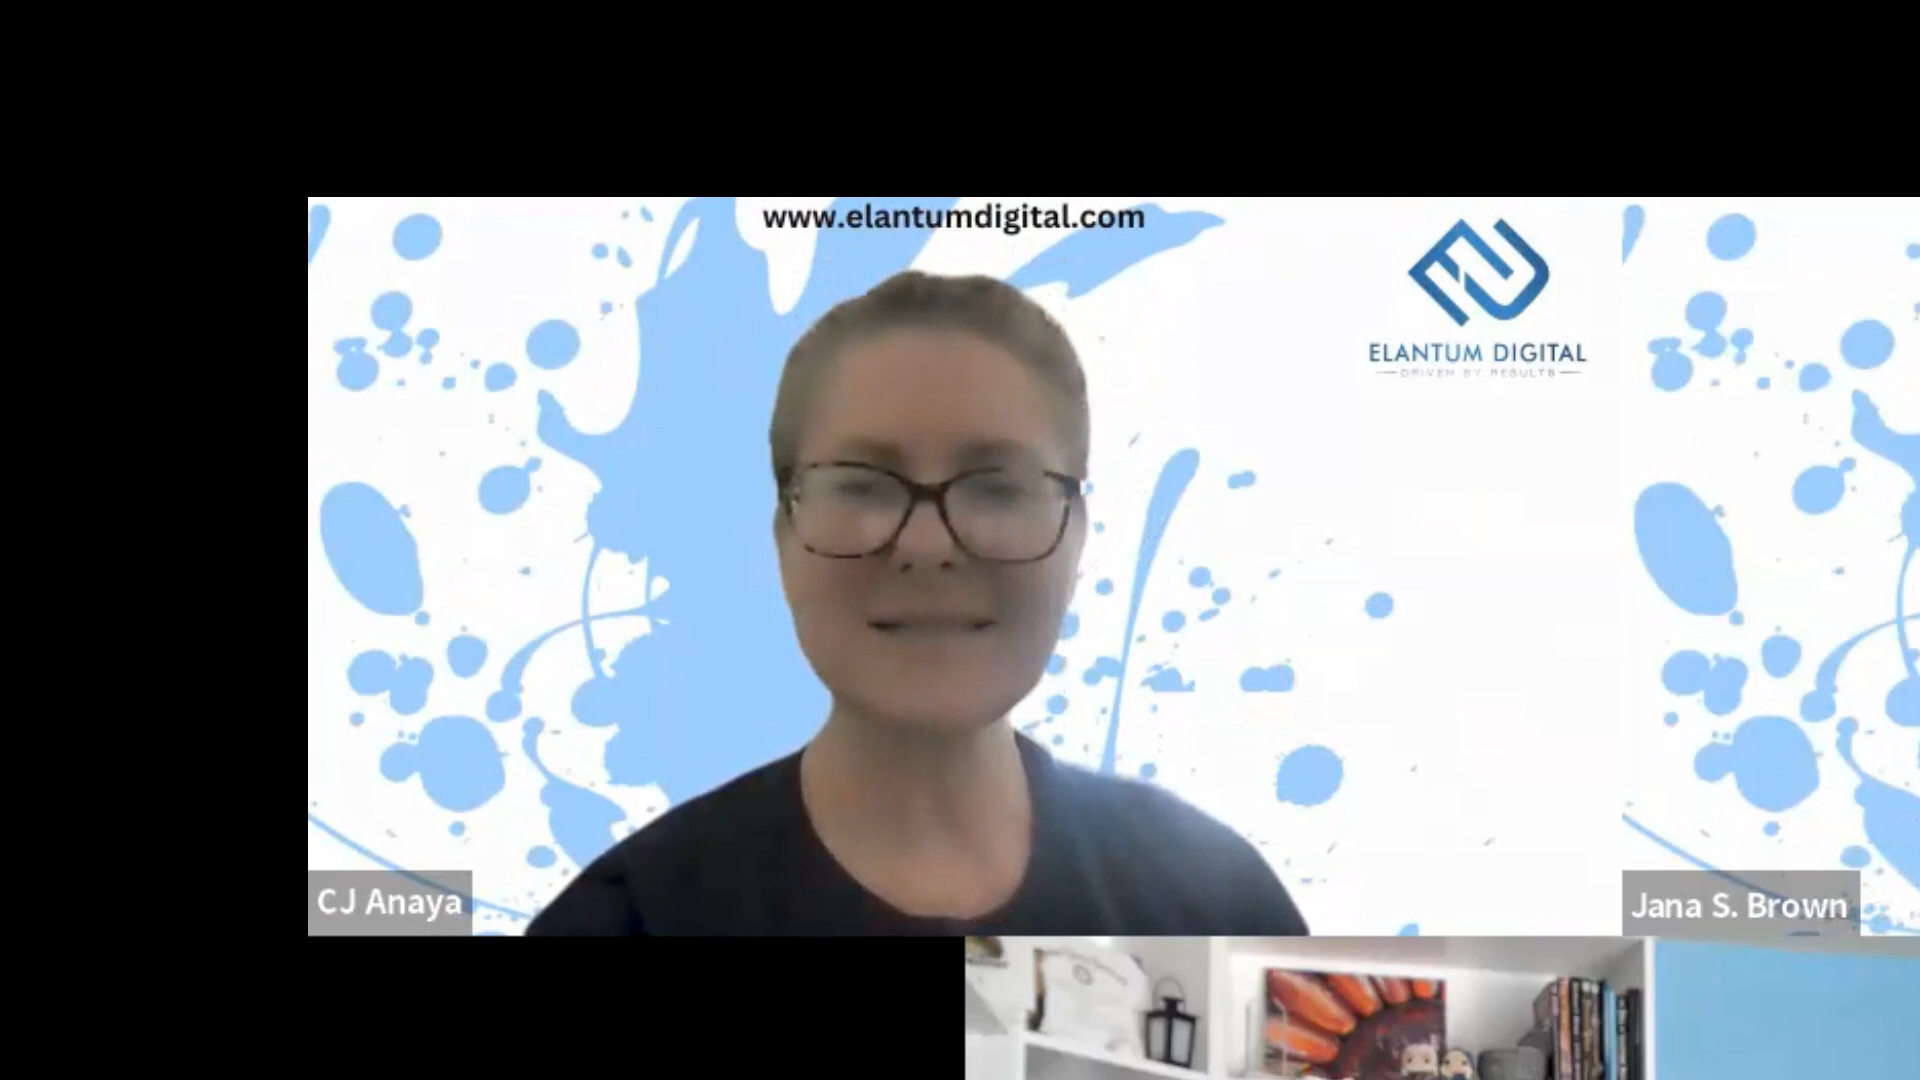 www.elantumdigital.com
ELANTUM DIGITAL
DRIVEN BY RESULTS
CJ Anaya
Jana S. Brown